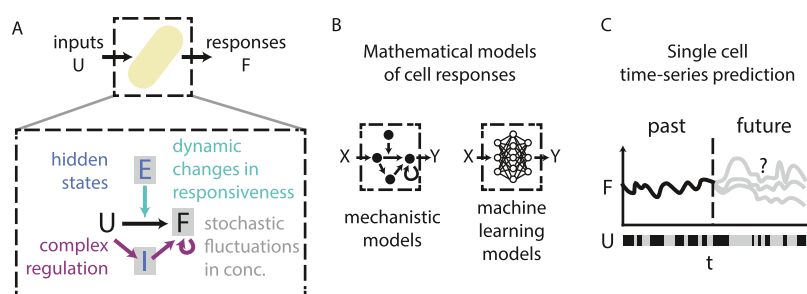 A
inputs
U
responses
F
hidden
states
E
dynamic
changes in
responsiveness
U
F
stochastic
fluctuations
in conc.
complex
regulation
I
B
Mathematical models
of cell responses
X
Y
X
Y
mechanistic
models
machine
learning
models
C
Single cell
time-series prediction
past
future
F
?
U
t